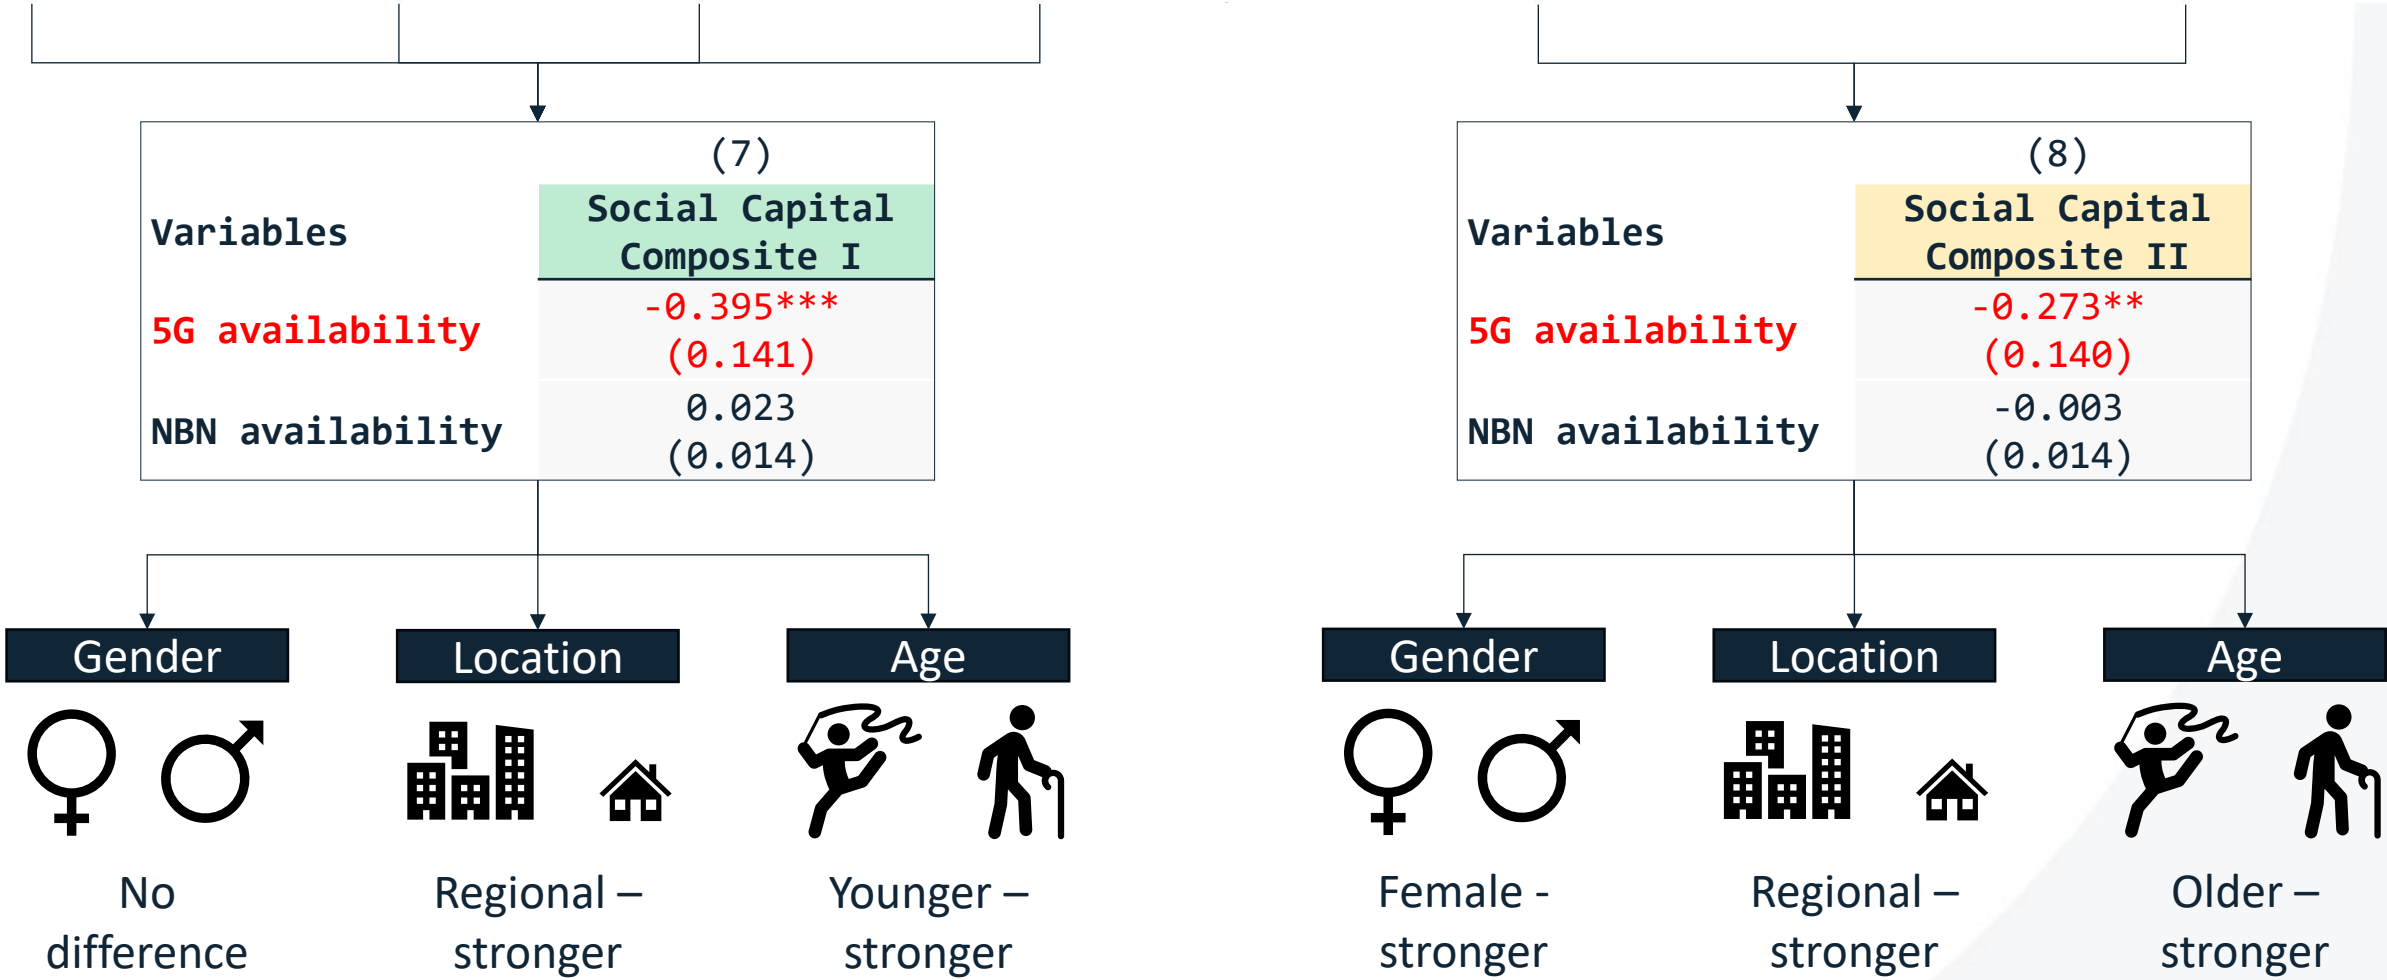 (7)
Variables
Social Capital
Composite I
5G availability
-0.395***
(0.141)
NBN availability
0.023
(0.014)
Gender
Location
Age
No
difference
Regional –
stronger
Younger –
stronger
(8)
Variables
Social Capital
Composite II
5G availability
-0.273**
(0.140)
NBN availability
-0.003
(0.014)
Gender
Location
Age
Female -
stronger
Regional –
stronger
Older –
stronger